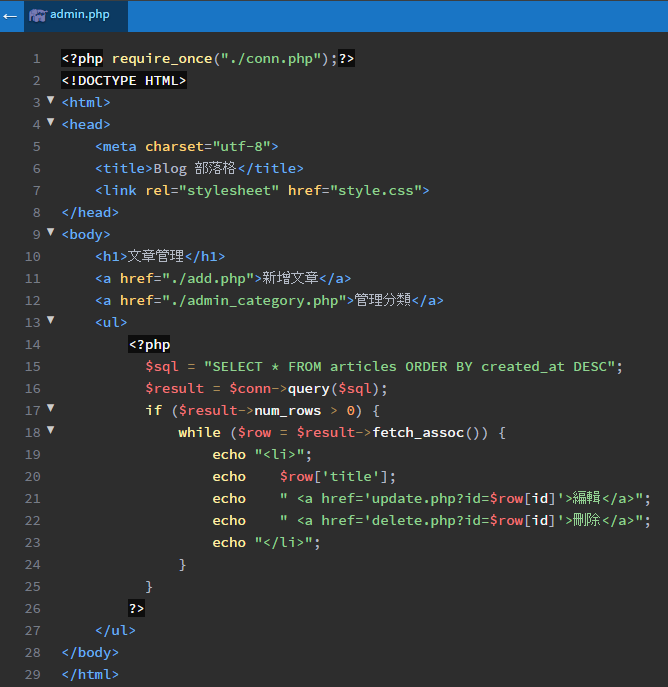 admin.php
1 <?php require_once("./conn.php");?>
2 <!DOCTYPE HTML>
3 <html>
4 <head>
5     <meta charset="utf-8">
6     <title>Blog 部落格</title>
7     <link rel="stylesheet" href="style.css">
8 </head>
9 <body>
10     <h1>文章管理</h1>
11     <a href="./add.php">新增文章</a>
12     <a href="./admin_category.php">管理分類</a>
13     <ul>
14         <?php
15           $sql = "SELECT * FROM articles ORDER BY created_at DESC";
16           $result = $conn->query($sql);
17           if ($result->num_rows > 0) {
18               while ($row = $result->fetch_assoc()) {
19                   echo "<li>";
20                   echo    $row['title'];
21                   echo    " <a href='update.php?id=$row[id]'>編輯</a>";
22                   echo    " <a href='delete.php?id=$row[id]'>刪除</a>";
23                   echo "</li>";
24               }
25           }
26         ?>
27     </ul>
28 </body>
29 </html>